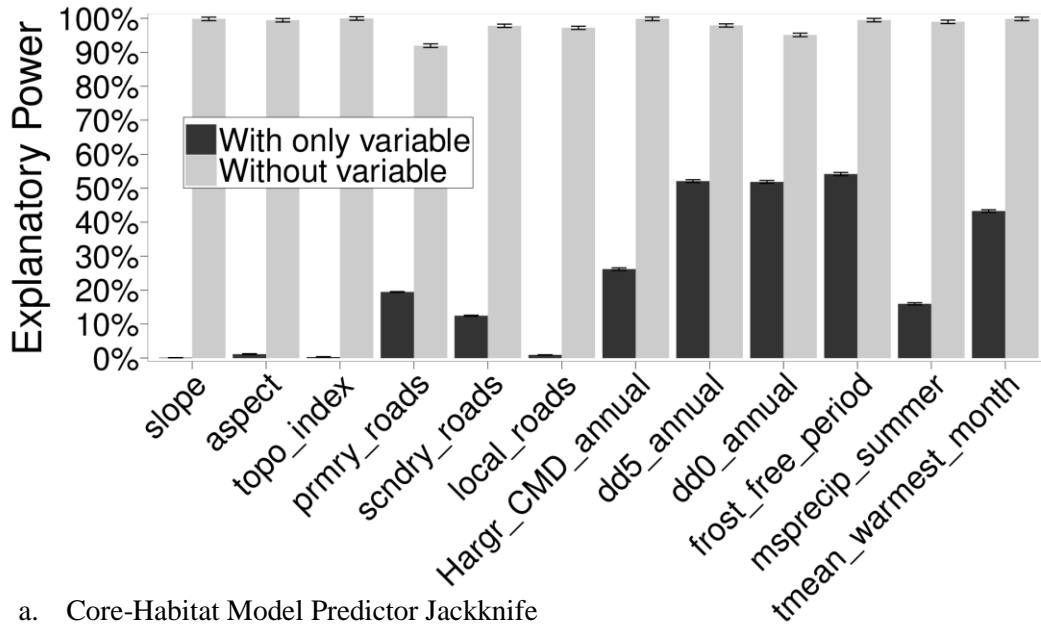 Explanatory Power
100%
90%
80%
70%
60%
50%
40%
30%
20%
10%
0%
With only variable
Without variable
slope
aspect
topo_index
prmry_roads
scndry_roads
local_roads
Hargr_CMD_annual
dd5_annual
dd0_annual
frost_free_period
msprecip_summer
tmean_warmest_month
a. Core-Habitat Model Predictor Jackknife